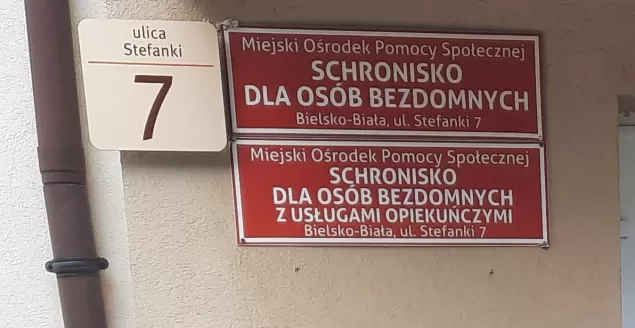 ulica
Stefanki
7
Miejski Ośrodek Pomocy Społecznej
SCHRONISKO
DLA OSÓB BEZDOMNYCH
Bielsko-Biała, ul. Stefanki 7
Miejski Ośrodek Pomocy Społecznej
SCHRONISKO
DLA OSÓB BEZDOMNYCH
Z USŁUGAMI OPIEKUŃCZYMI
Bielsko-Biała, ul. Stefanki 7